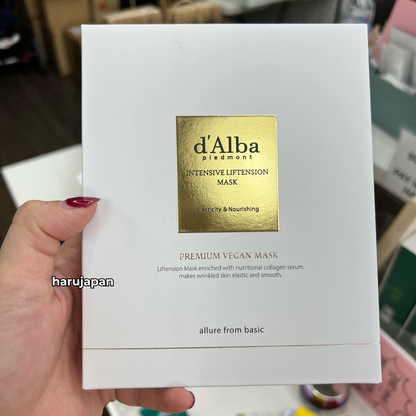 d'Alba
piedmont
INTENSIVE LIFTENSION
MASK
Elasticity & Nourishing
PREMIUM VEGAN MASK
Liftension Mask enriched with nutritional collagen serum
makes wrinkled skin elastic and smooth.
harujapan
allure from basic